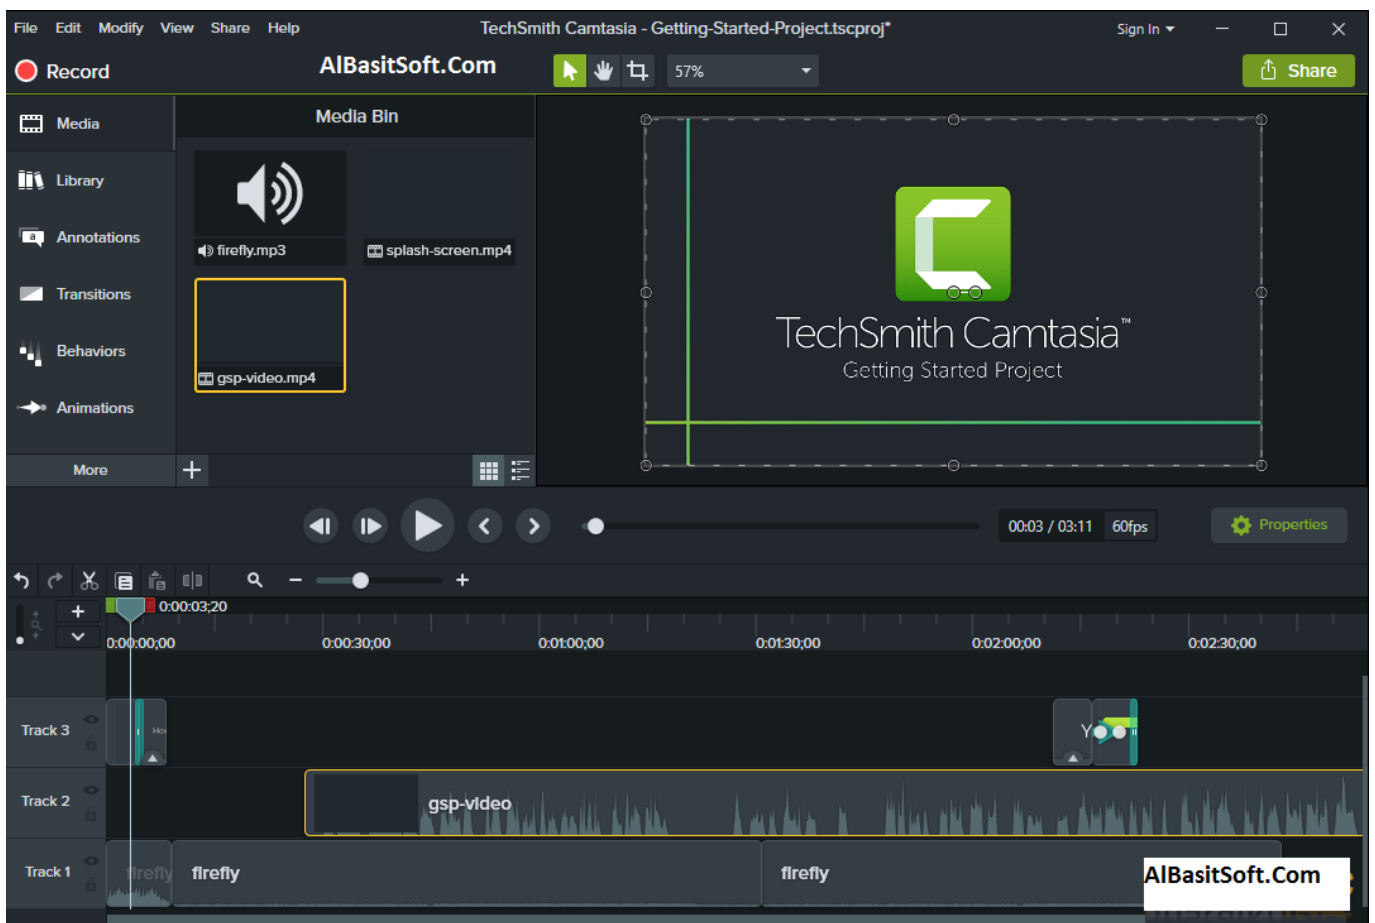 File Edit Modify View Share Help TechSmith Camtasia - Getting-Started-Project.tscproj* Sign In
Record AlBasitSoft.Com 57% Share
Media
Media Bin
Library
Annotations
firefly.mp3 splash-screen.mp4
Transitions
Behaviors
gsp-video.mp4
Animations
More
TechSmith Camtasia™
Getting Started Project
00:03 / 03:11 60fps Properties
0:00:03;20
0:00:00;00 0:00:30;00 0:01:00;00 0:01:30;00 0:02:00;00 0:02:30;00
Track 3 Y
Track 2 gsp-video
Track 1 firefly firefly firefly
AlBasitSoft.Com